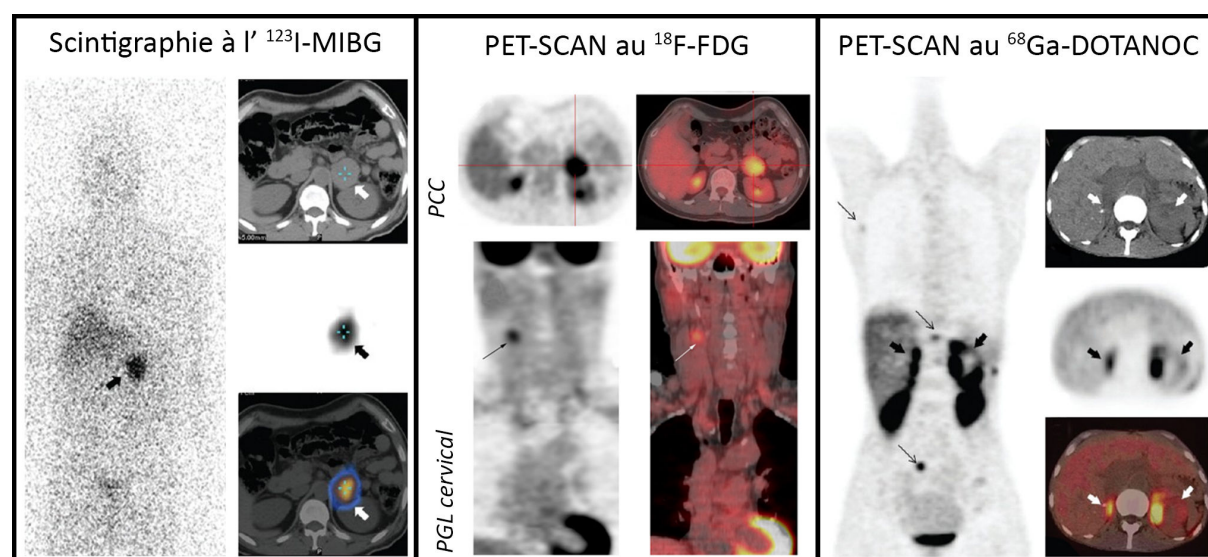 Scintigraphie à l' ¹²³I-MIBG
PET-SCAN au ¹⁸F-FDG
PCC
PGL cervical
PET-SCAN au ⁶⁸Ga-DOTANOC